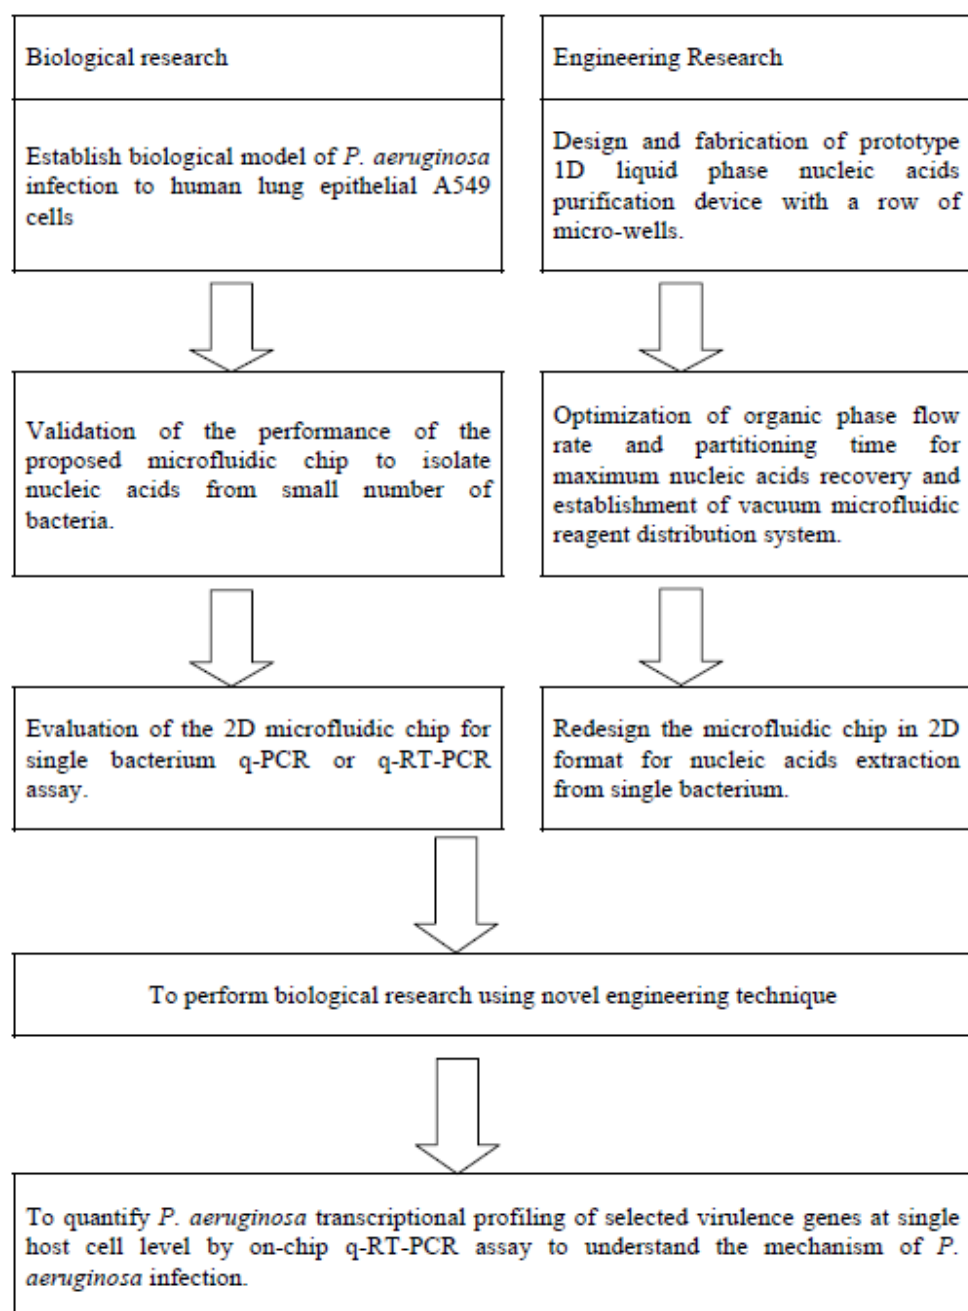 Biological research
Engineering Research
Establish biological model of P. aeruginosa
infection to human lung epithelial A549
cells
Design and fabrication of prototype
1D liquid phase nucleic acids
purification device with a row of
micro-wells.
Validation of the performance of the
proposed microfluidic chip to isolate
nucleic acids from small number of
bacteria.
Optimization of organic phase flow
rate and partitioning time for
maximum nucleic acids recovery and
establishment of vacuum microfluidic
reagent distribution system.
Evaluation of the 2D microfluidic chip for
single bacterium q-PCR or q-RT-PCR
assay.
Redesign the microfluidic chip in 2D
format for nucleic acids extraction
from single bacterium.
To perform biological research using novel engineering technique
To quantify P. aeruginosa transcriptional profiling of selected virulence genes at single
host cell level by on-chip q-RT-PCR assay to understand the mechanism of P.
aeruginosa infection.